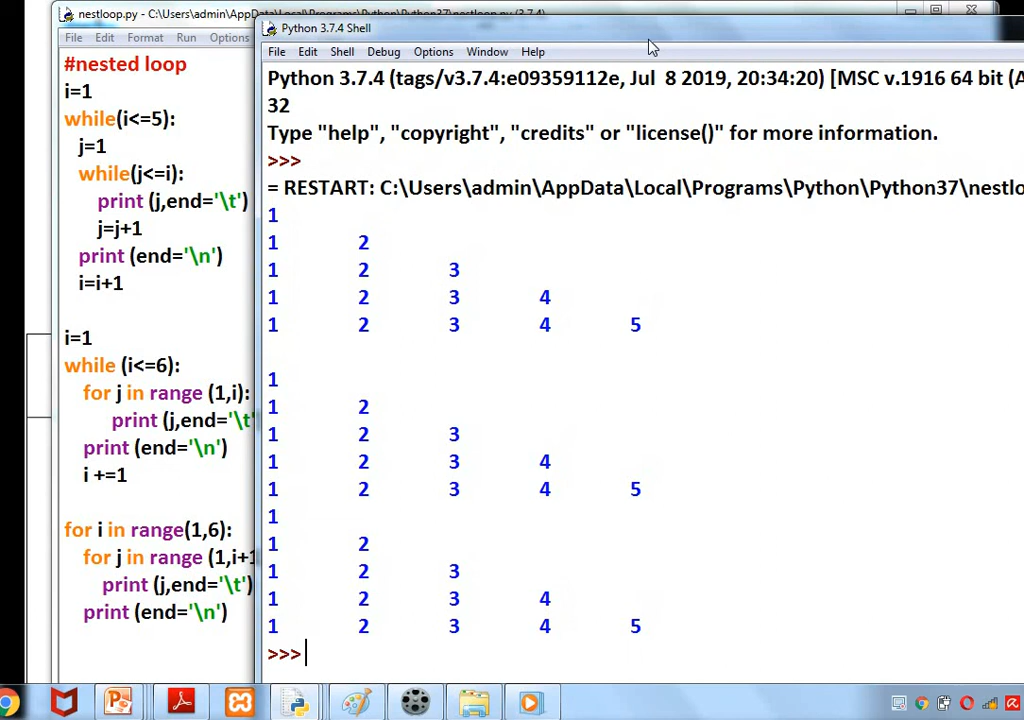 nestloop.py - C:\Users\admin\AppData\Local\Programs\Python\Python37\nestloop.py (3.7.4)
File Edit Format Run Options
#nested loop
i=1
while(i<=5):
j=1
while(j<=i):
print (j,end='\t')
j=j+1
print (end='\n')
i=i+1
i=1
while (i<=6):
for j in range (1,i):
print (j,end='\t'
print (end='\n')
i +=1
for i in range(1,6):
for j in range (1,i+1
print (j,end='\t')
print (end='\n')
Python 3.7.4 Shell
File Edit Shell Debug Options Window Help
Python 3.7.4 (tags/v3.7.4:e09359112e, Jul 8 2019, 20:34:20) [MSC v.1916 64 bit (A
32
Type "help", "copyright", "credits" or "license()" for more information.
>>>
= RESTART: C:\Users\admin\AppData\Local\Programs\Python\Python37\nestlo
1
1 2
1 2 3
1 2 3 4
1 2 3 4 5
1
1 2
1 2 3
1 2 3 4
1 2 3 4 5
1
1 2
1 2 3
1 2 3 4
1 2 3 4 5
>>>